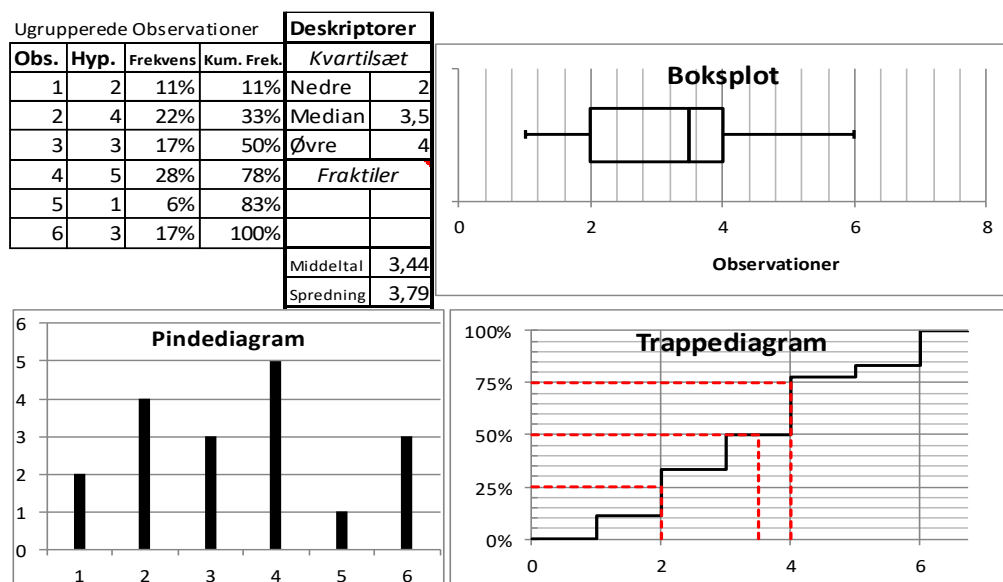 Ugrupperede Observationer
Obs. Hyp. Frekvens Kum. Frek.
1 2 11% 11%
2 4 22% 33%
3 3 17% 50%
4 5 28% 78%
5 1 6% 83%
6 3 17% 100%
Deskriptorer
Kvartilsæt
Nedre 2
Median 3,5
Øvre 4
Fraktiler
Middeltal 3,44
Spredning 3,79
Boksplot
0 2 4 6 8
Observationer
Pindediagram
6
5
4
3
2
1
0
1 2 3 4 5 6
Trappediagram
100%
75%
50%
25%
0%
0 2 4 6